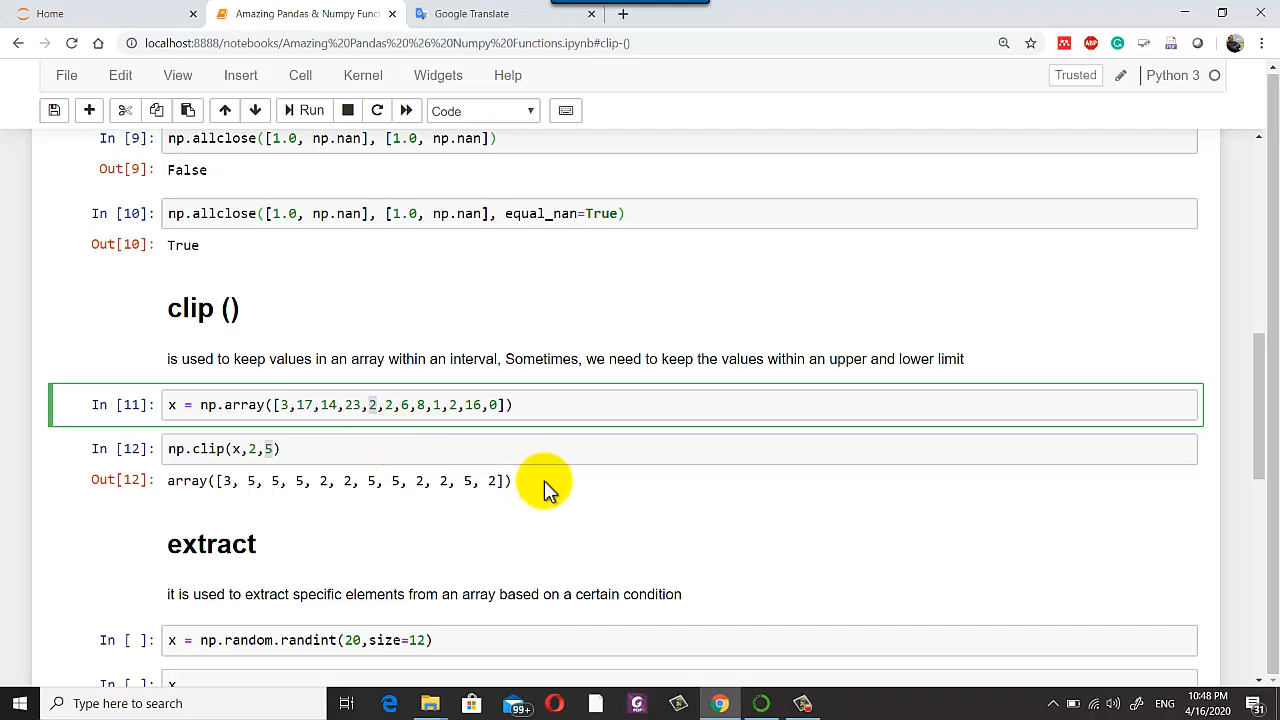 Home
Amazing Pandas & Numpy Func
Google Translate
localhost:8888/notebooks/Amazing%20Pandas%20%26%20Numpy%20Functions.ipynb#clip-()
ABP
File Edit View Insert Cell Kernel Widgets Help
Trusted
Python 3
Run
Code
In [9]: np.allclose([1.0, np.nan], [1.0, np.nan])
Out[9]: False
In [10]: np.allclose([1.0, np.nan], [1.0, np.nan], equal_nan=True)
Out[10]: True
clip ()
is used to keep values in an array within an interval, Sometimes, we need to keep the values within an upper and lower limit
In [11]: x = np.array([3,17,14,23,2,2,6,8,1,2,16,0])
In [12]: np.clip(x,2,5)
Out[12]: array([3, 5, 5, 5, 2, 2, 5, 5, 2, 2, 5, 2])
extract
it is used to extract specific elements from an array based on a certain condition
In [ ]: x = np.random.randint(20,size=12)
In [ ]: x
Type here to search
99+
ENG
10:48 PM
4/16/2020
31